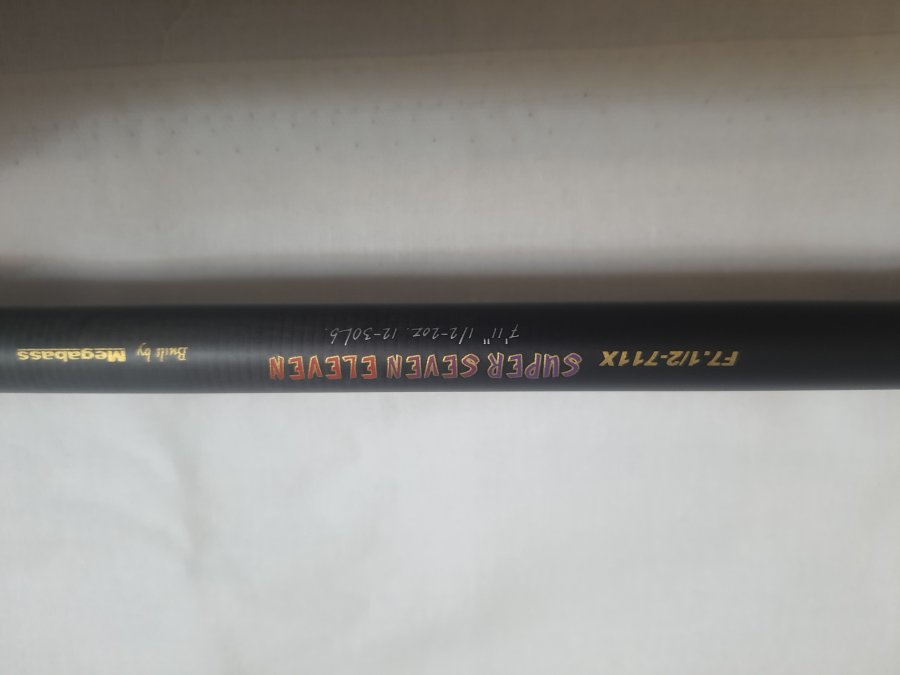 F7.1/2-711X SUPER SEVEN ELEVEN Built by Megabass
7'11" 1/2-2oz. 12-30Lb.